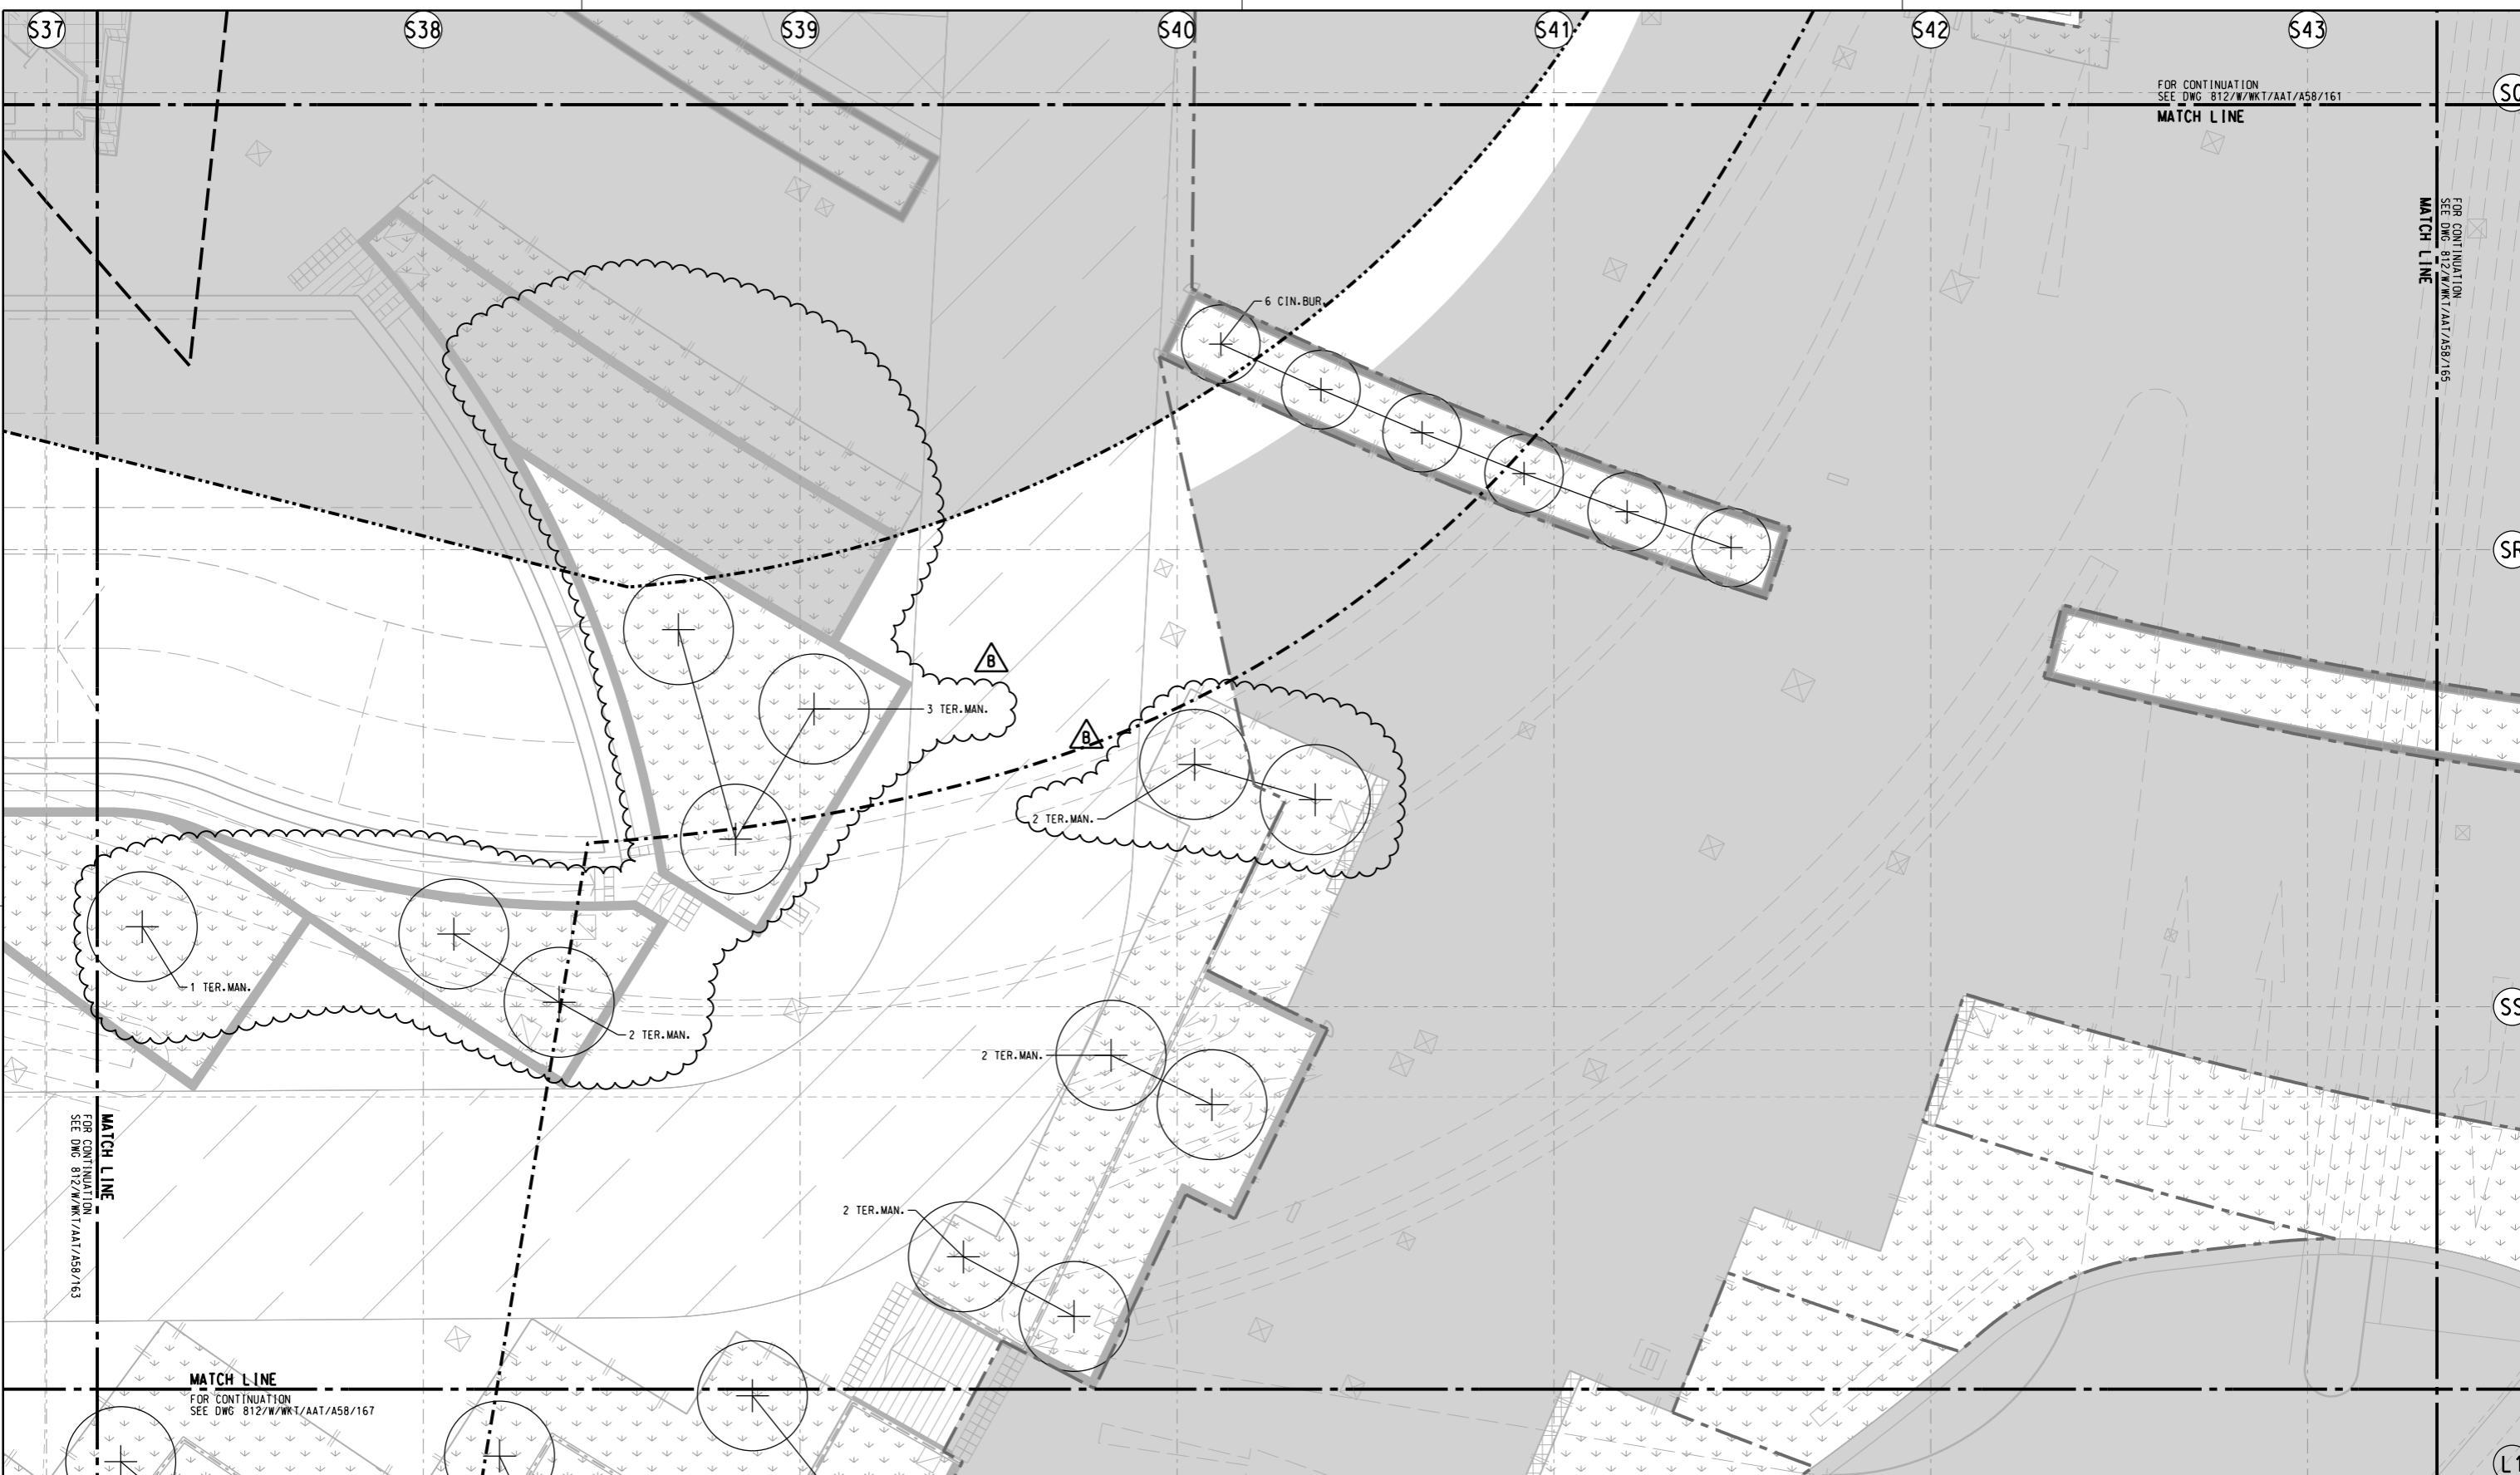 S37
S38
S39
S40
S41
S42
S43
FOR CONTINUATION
SEE DWG 812/W/WKT/AAT/A58/161
MATCH LINE
FOR CONTINUATION
SEE DWG 812/W/WKT/AAT/A58/165
MATCH LINE
6 CIN.BUR.
SR
B
3 TER.MAN.
B
2 TER.MAN.
1 TER.MAN.
2 TER.MAN.
2 TER.MAN.
SS
MATCH LINE
FOR CONTINUATION
SEE DWG 812/W/WKT/AAT/A58/163
2 TER.MAN.
MATCH LINE
FOR CONTINUATION
SEE DWG 812/W/WKT/AAT/A58/167